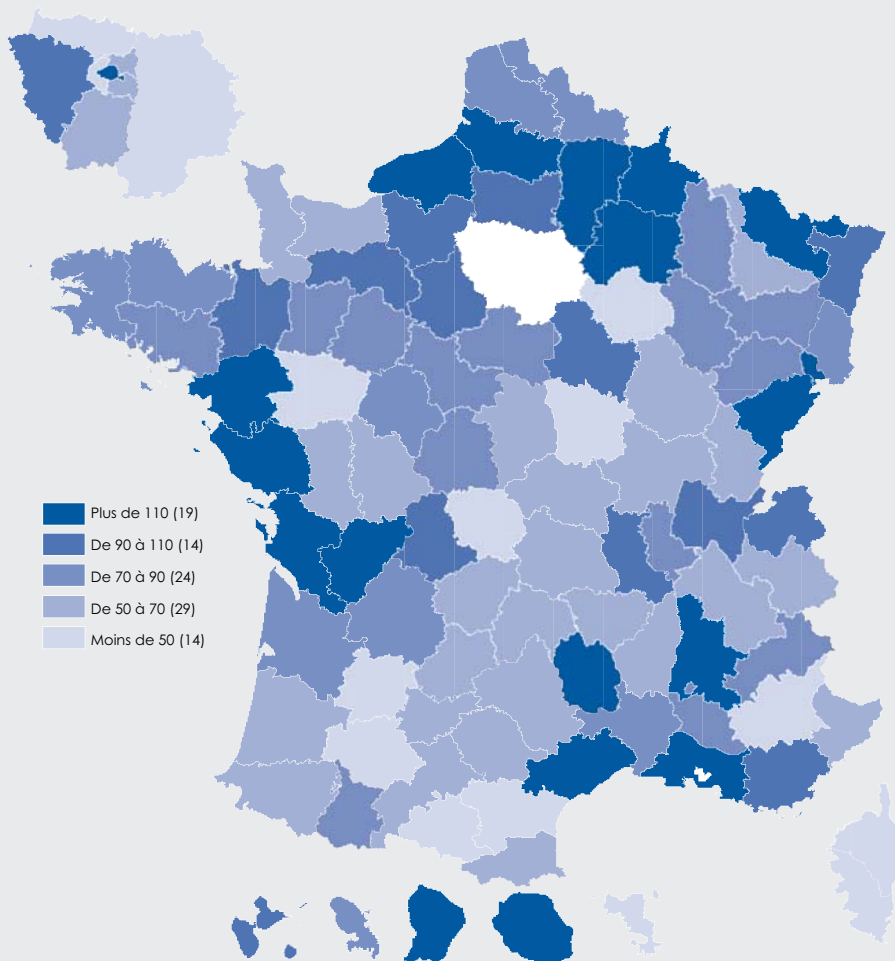 Plus de 110 (19)
De 90 à 110 (14)
De 70 à 90 (24)
De 50 à 70 (29)
Moins de 50 (14)